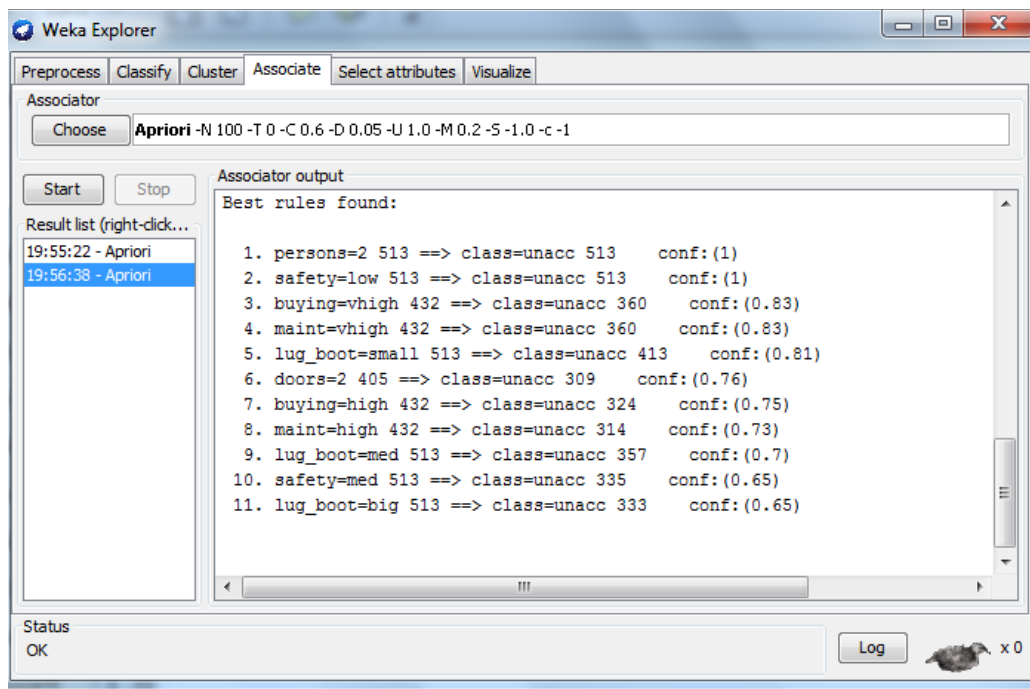 Weka Explorer
Preprocess Classify Cluster Associate Select attributes Visualize
Associator
Choose Apriori -N 100 -T 0 -C 0.6 -D 0.05 -U 1.0 -M 0.2 -S -1.0 -c -1
Start Stop
Result list (right-click...
19:55:22 - Apriori
19:56:38 - Apriori
Associator output
Best rules found:
1. persons=2 513 ==> class=unacc 513 conf:(1)
2. safety=low 513 ==> class=unacc 513 conf:(1)
3. buying=vhigh 432 ==> class=unacc 360 conf:(0.83)
4. maint=vhigh 432 ==> class=unacc 360 conf:(0.83)
5. lug_boot=small 513 ==> class=unacc 413 conf:(0.81)
6. doors=2 405 ==> class=unacc 309 conf:(0.76)
7. buying=high 432 ==> class=unacc 324 conf:(0.75)
8. maint=high 432 ==> class=unacc 314 conf:(0.73)
9. lug_boot=med 513 ==> class=unacc 357 conf:(0.7)
10. safety=med 513 ==> class=unacc 335 conf:(0.65)
11. lug_boot=big 513 ==> class=unacc 333 conf:(0.65)
Status
OK
Log
x 0